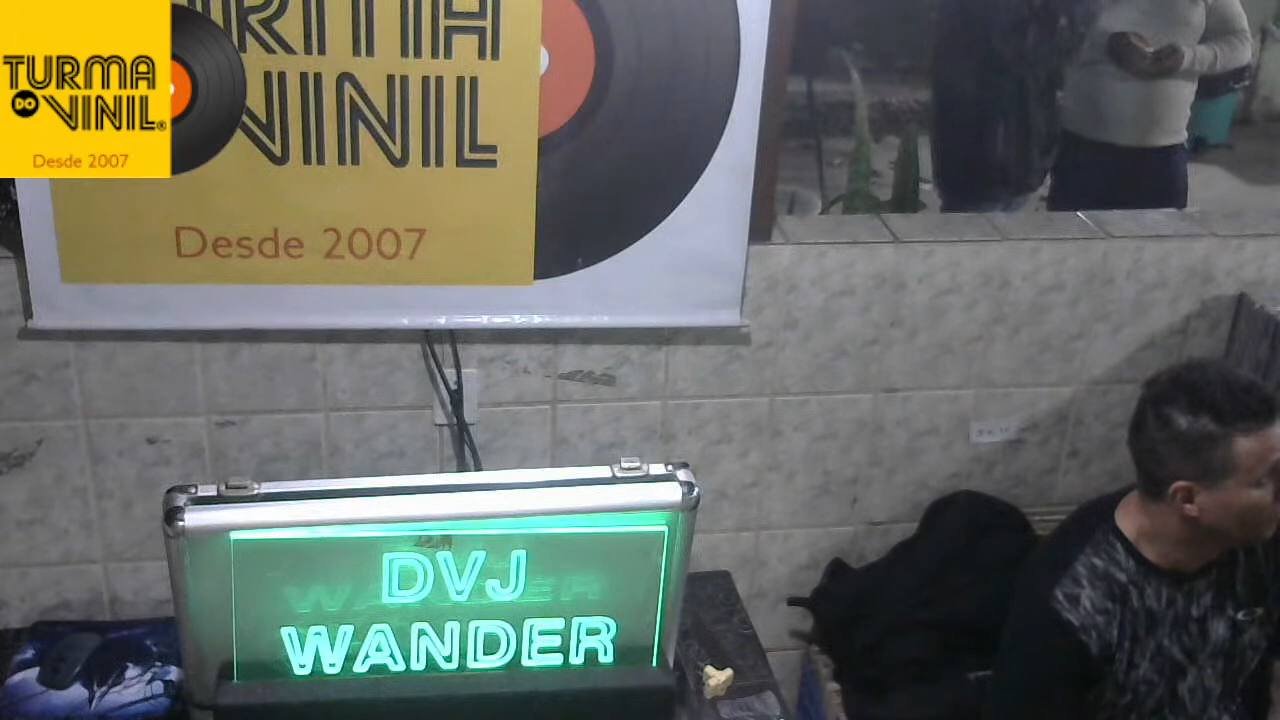 TURMA
DO VINIL®
Desde 2007
VINIL
Desde 2007
DVJ
WANDER